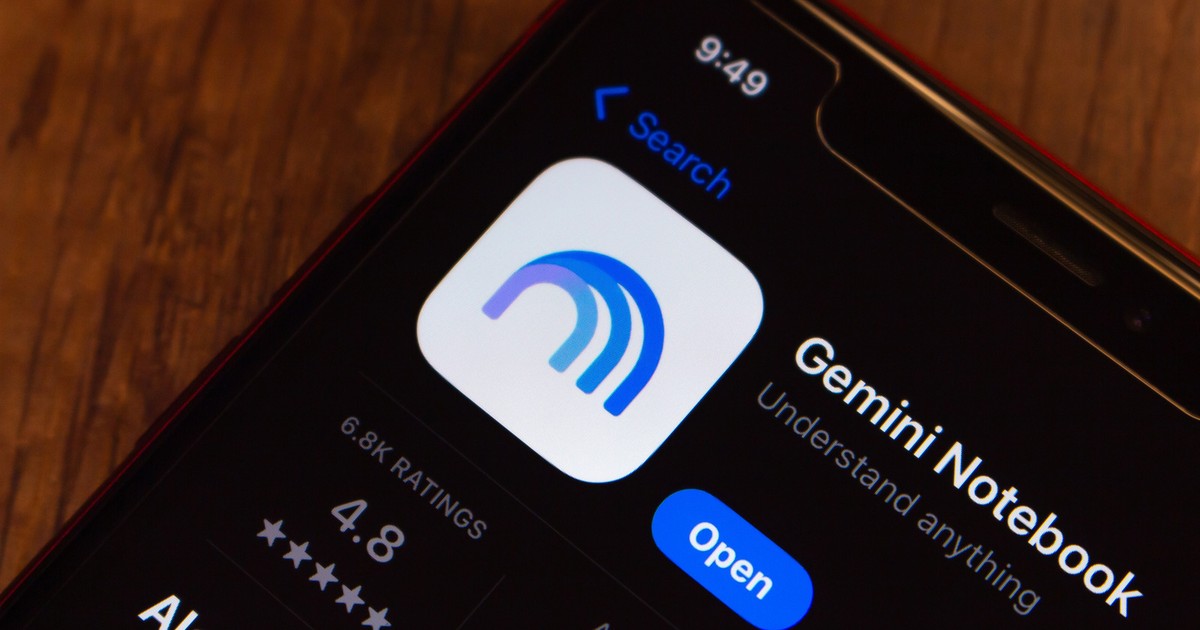 9:49
Search
Gemini Notebook
Understand anything
Open
6.8K RATINGS
4.8